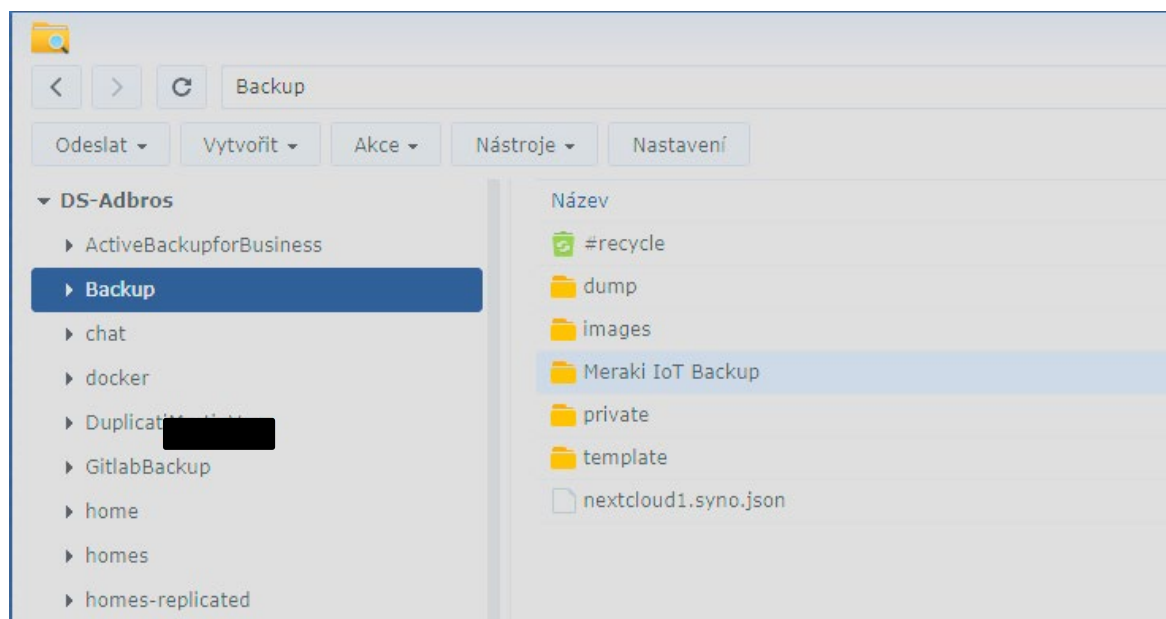 Backup
Odeslat Vytvořit Akce Nástroje Nastavení
DS-Adbros
ActiveBackupforBusiness
Backup
chat
docker
GitlabBackup
home
homes
homes-replicated
Název
#recycle
dump
images
Meraki IoT Backup
private
template
nextcloud1.syno.json